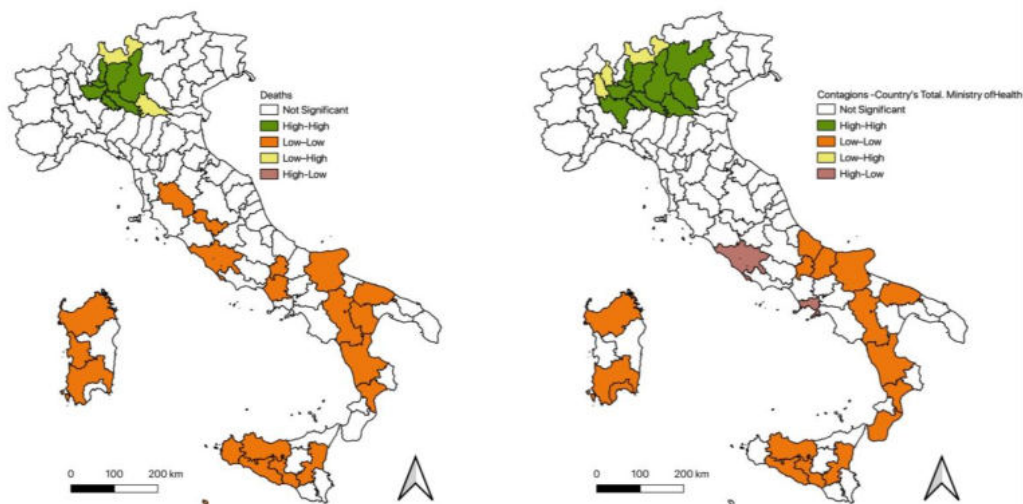 Deaths
Not Significant
High-High
Low-Low
Low-High
High-Low
0 100 200 km
Contagions -Country's Total. Ministry ofHealth
Not Significant
High-High
Low-Low
Low-High
High-Low
0 100 200 km